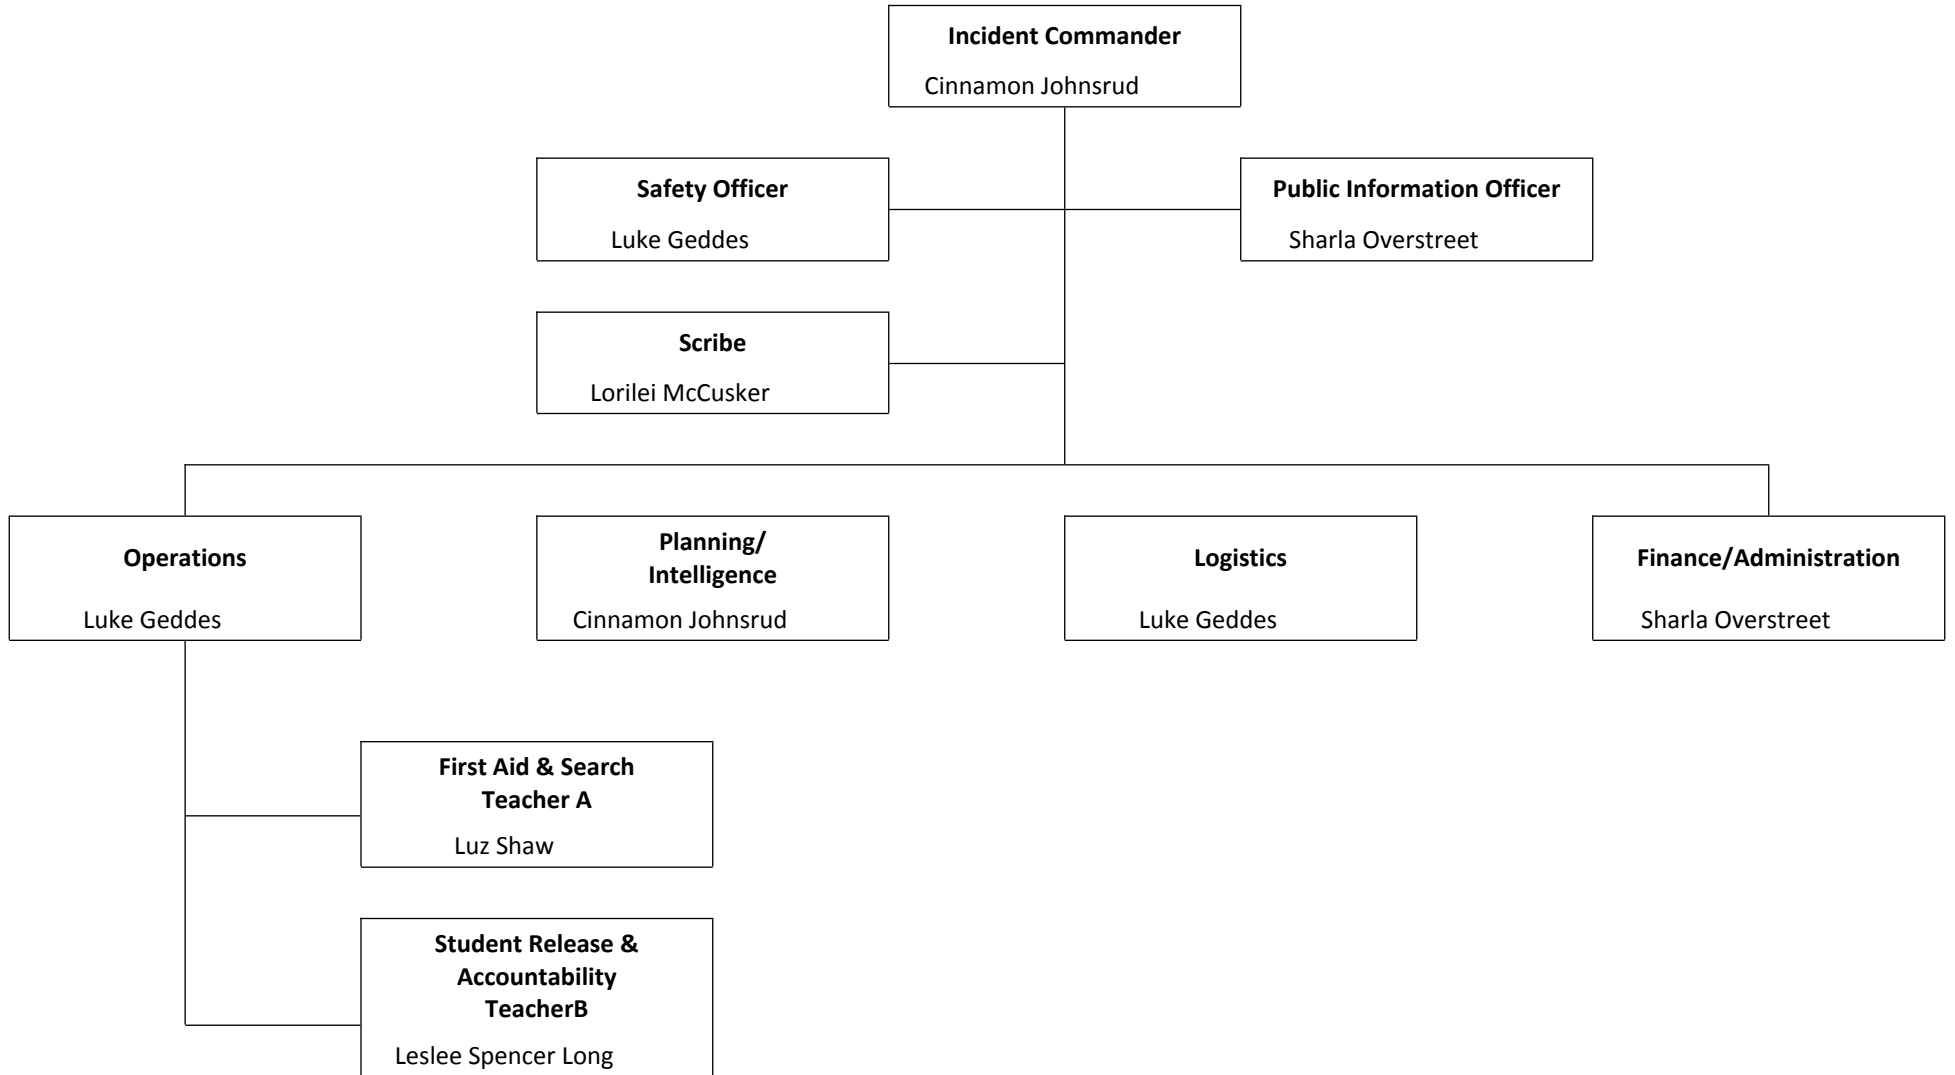 Incident Commander
Cinnamon Johnsrud
Safety Officer
Luke Geddes
Public Information Officer
Sharla Overstreet
Scribe
Lorilei McCusker
Operations
Luke Geddes
Planning/
Intelligence
Cinnamon Johnsrud
Logistics
Luke Geddes
Finance/Administration
Sharla Overstreet
First Aid & Search
Teacher A
Luz Shaw
Student Release &
Accountability
TeacherB
Leslee Spencer Long